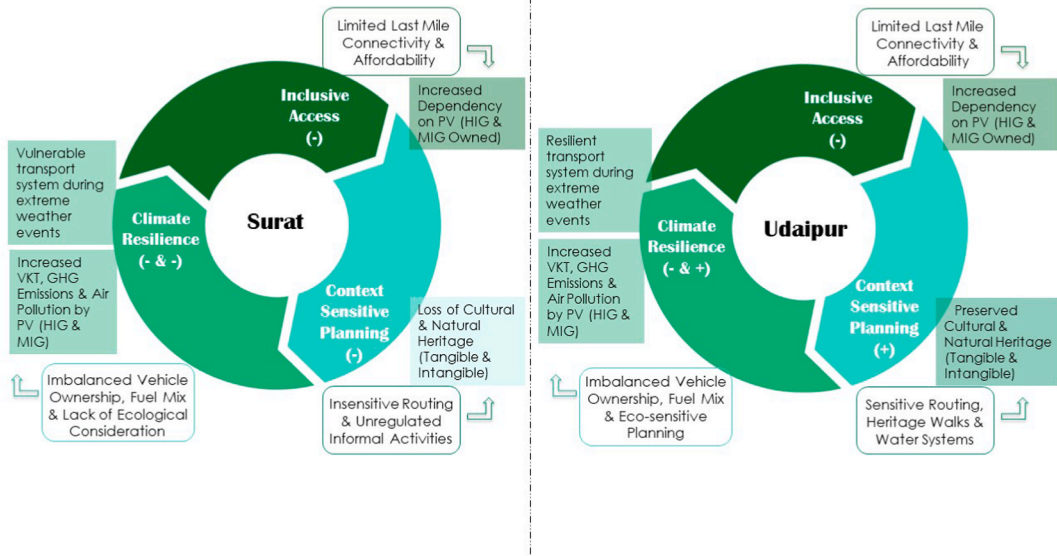 Limited Last Mile
Connectivity &
Affordability
Increased
Dependency
on PV (HIG &
MIG Owned)
Inclusive
Access
(-)
Vulnerable
transport
system during
extreme
weather
events
Climate
Resilience
(- & -)
Surat
Increased
VKT, GHG
Emissions & Air
Pollution by
PV (HIG &
MIG)
Context
Sensitive
Planning
(-)
Loss of Cultural
& Natural
Heritage
(Tangible &
Intangible)
Imbalanced Vehicle
Ownership, Fuel Mix
& Lack of Ecological
Consideration
Insensitive Routing
& Unregulated
Informal Activities
Limited Last Mile
Connectivity &
Affordability
Increased
Dependency
on PV (HIG &
MIG Owned)
Inclusive
Access
(-)
Resilient
transport
system during
extreme
weather
events
Climate
Resilience
(- & +)
Udaipur
Increased
VKT, GHG
Emissions &
Air Pollution
by PV (HIG &
MIG)
Context
Sensitive
Planning
(+)
Preserved
Cultural &
Natural Heritage
(Tangible &
Intangible)
Imbalanced Vehicle
Ownership, Fuel Mix
& Eco-sensitive
Planning
Sensitive Routing,
Heritage Walks &
Water Systems